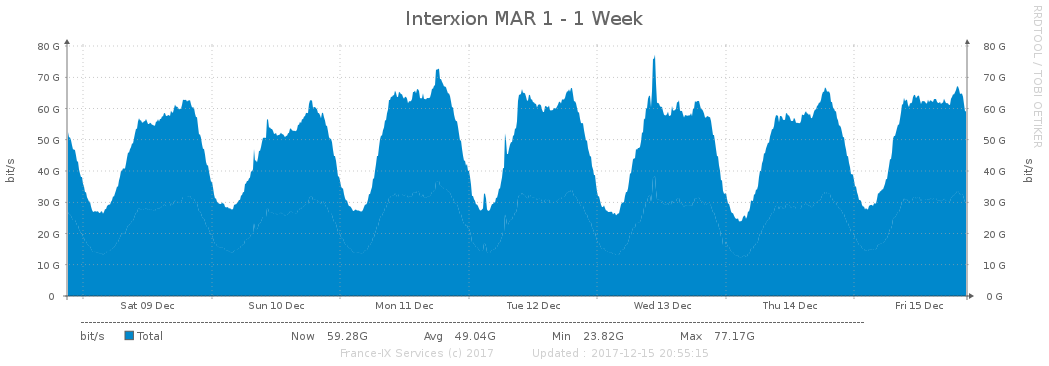 Interxion MAR 1 - 1 Week
RRDTOOL / TOBI OETIKER
80 G 80 G
70 G 70 G
60 G 60 G
50 G 50 G
40 G 40 G
30 G 30 G
20 G 20 G
10 G 10 G
0 0 G
bit/s bit/s
Sat 09 Dec Sun 10 Dec Mon 11 Dec Tue 12 Dec Wed 13 Dec Thu 14 Dec Fri 15 Dec
bit/s Total Now 59.28G Avg 49.04G Min 23.82G Max 77.17G
France-IX Services (c) 2017 Updated : 2017-12-15 20:55:15